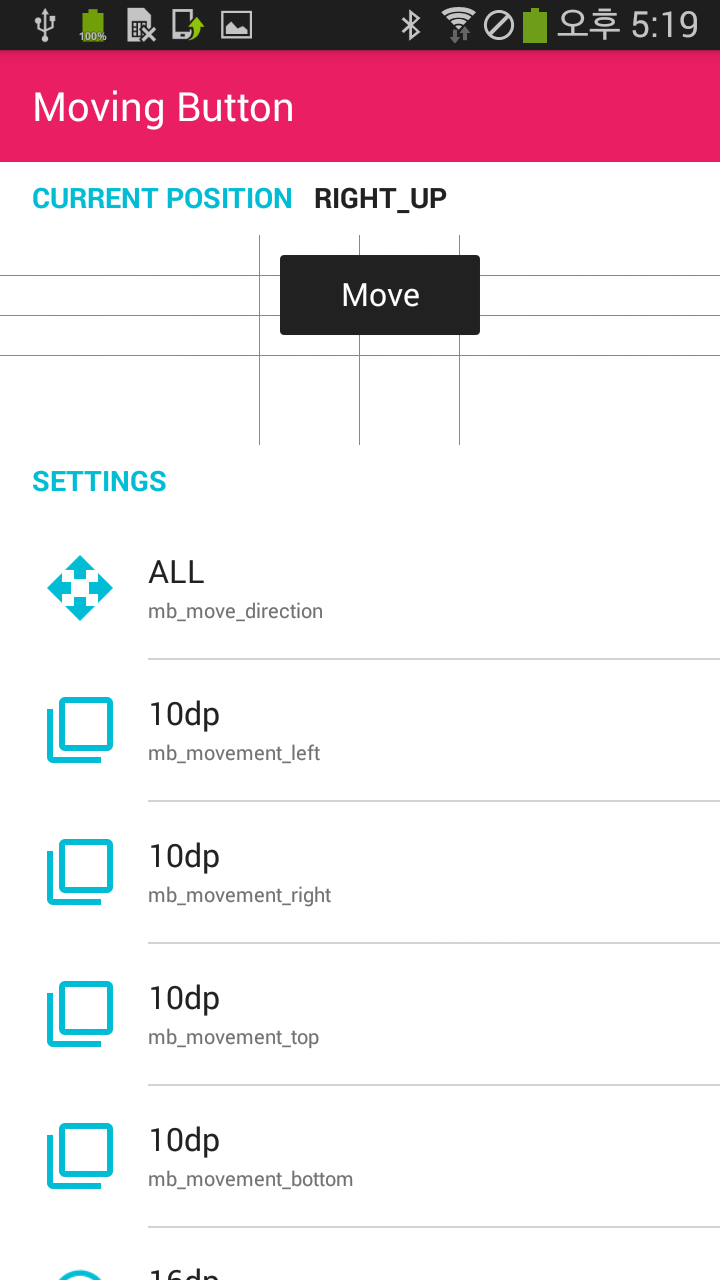 100%
오후 5:19
Moving Button
CURRENT POSITION RIGHT_UP
Move
SETTINGS
ALL
mb_move_direction
10dp
mb_movement_left
10dp
mb_movement_right
10dp
mb_movement_top
10dp
mb_movement_bottom
16dp